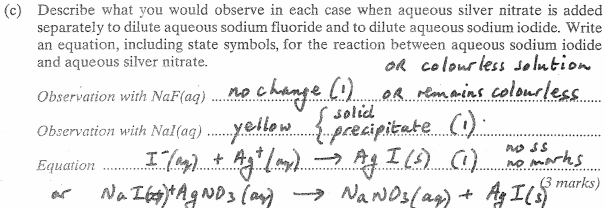 (c) Describe what you would observe in each case when aqueous silver nitrate is added
separately to dilute aqueous sodium fluoride and to dilute aqueous sodium iodide. Write
an equation, including state symbols, for the reaction between aqueous sodium iodide
and aqueous silver nitrate.
OR colourless solution
Observation with NaF(aq) no change (1) OR remains colourless
Observation with NaI(aq) yellow { solid
precipitate (1)
Equation I⁻(aq) + Ag⁺(aq) → AgI(s) (1) no ss
no marks
(3 marks)
or NaI(aq) + AgNO3(aq) → NaNO3(aq) + AgI(s)